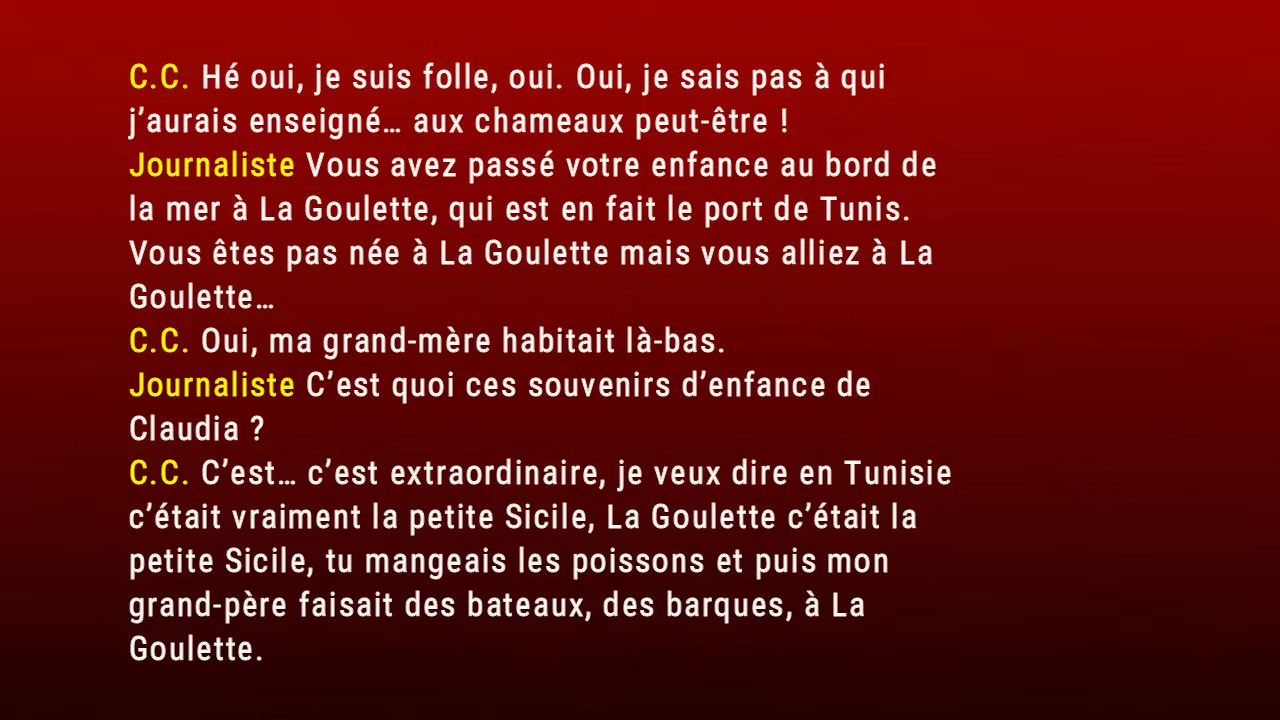 C.C. Hé oui, je suis folle, oui. Oui, je sais pas à qui
j’aurais enseigné… aux chameaux peut-être !
Journaliste Vous avez passé votre enfance au bord de
la mer à La Goulette, qui est en fait le port de Tunis.
Vous êtes pas née à La Goulette mais vous alliez à La
Goulette…
C.C. Oui, ma grand-mère habitait là-bas.
Journaliste C’est quoi ces souvenirs d’enfance de
Claudia ?
C.C. C’est… c’est extraordinaire, je veux dire en Tunisie
c’était vraiment la petite Sicile, La Goulette c’était la
petite Sicile, tu mangeais les poissons et puis mon
grand-père faisait des bateaux, des barques, à La
Goulette.